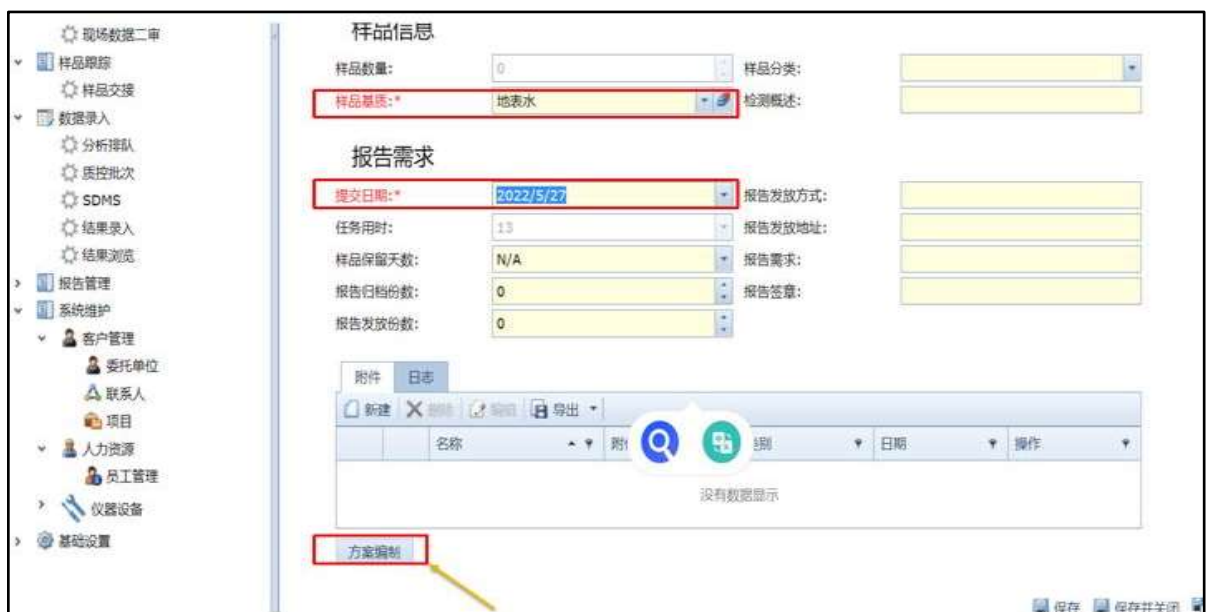 现场数据二审
样品跟踪
样品交接
数据录入
分析排队
质控批次
SDMS
结果录入
结果浏览
报告管理
系统维护
客户管理
委托单位
联系人
项目
人力资源
员工管理
仪器设备
基础设置
样品信息
样品数量: 0 样品分类:
样品基质:* 地表水 检测概述:
报告需求
提交日期:* 2022/5/27 报告发放方式:
任务用时: 13 报告发放地址:
样品保留天数: N/A 报告需求:
报告归档份数: 0 报告签章:
报告发放份数: 0
附件 日志
新建 删除 编辑 导出
名称 附 别 日期 操作
没有数据显示
方案编制
保存 保存并关闭